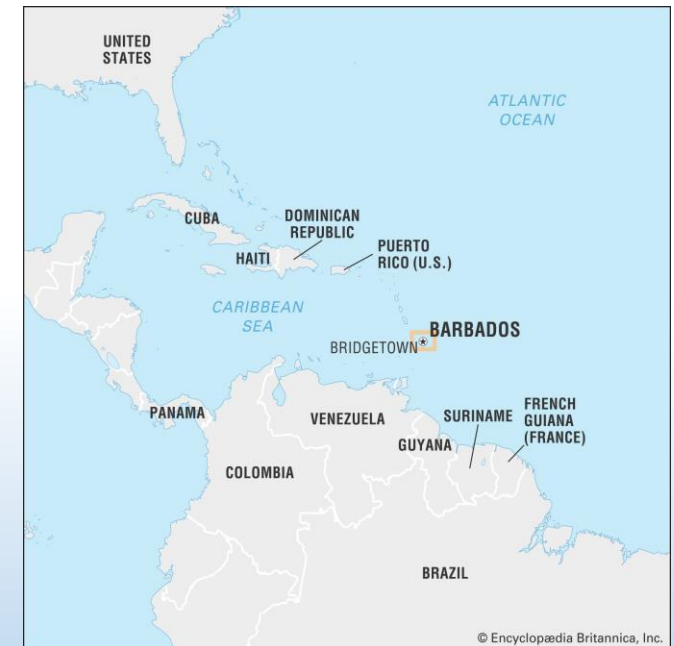 UNITED
STATES
ATLANTIC
OCEAN
CUBA
DOMINICAN
REPUBLIC
HAITI
PUERTO
RICO (U.S.)
CARIBBEAN
SEA
BARBADOS
BRIDGETOWN
PANAMA
VENEZUELA
SURINAME
FRENCH
GUIANA
(FRANCE)
GUYANA
COLOMBIA
BRAZIL
© Encyclopædia Britannica, Inc.